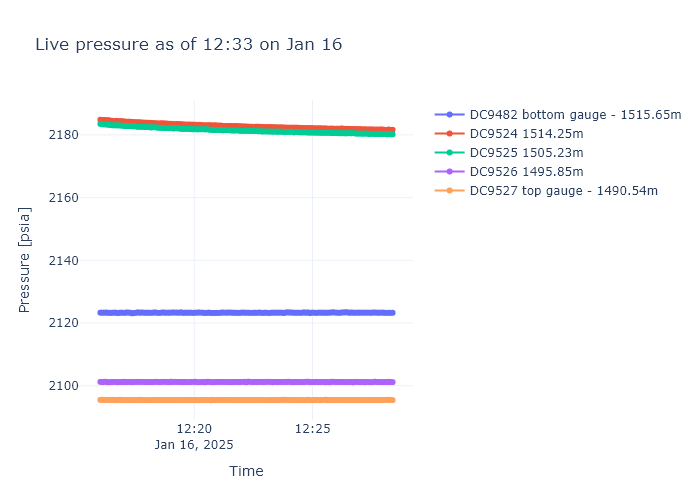 Live pressure as of 12:33 on Jan 16
DC9482 bottom gauge - 1515.65m
DC9524 1514.25m
DC9525 1505.23m
DC9526 1495.85m
DC9527 top gauge - 1490.54m
Pressure [psia]
2180
2160
2140
2120
2100
12:20
12:25
Jan 16, 2025
Time